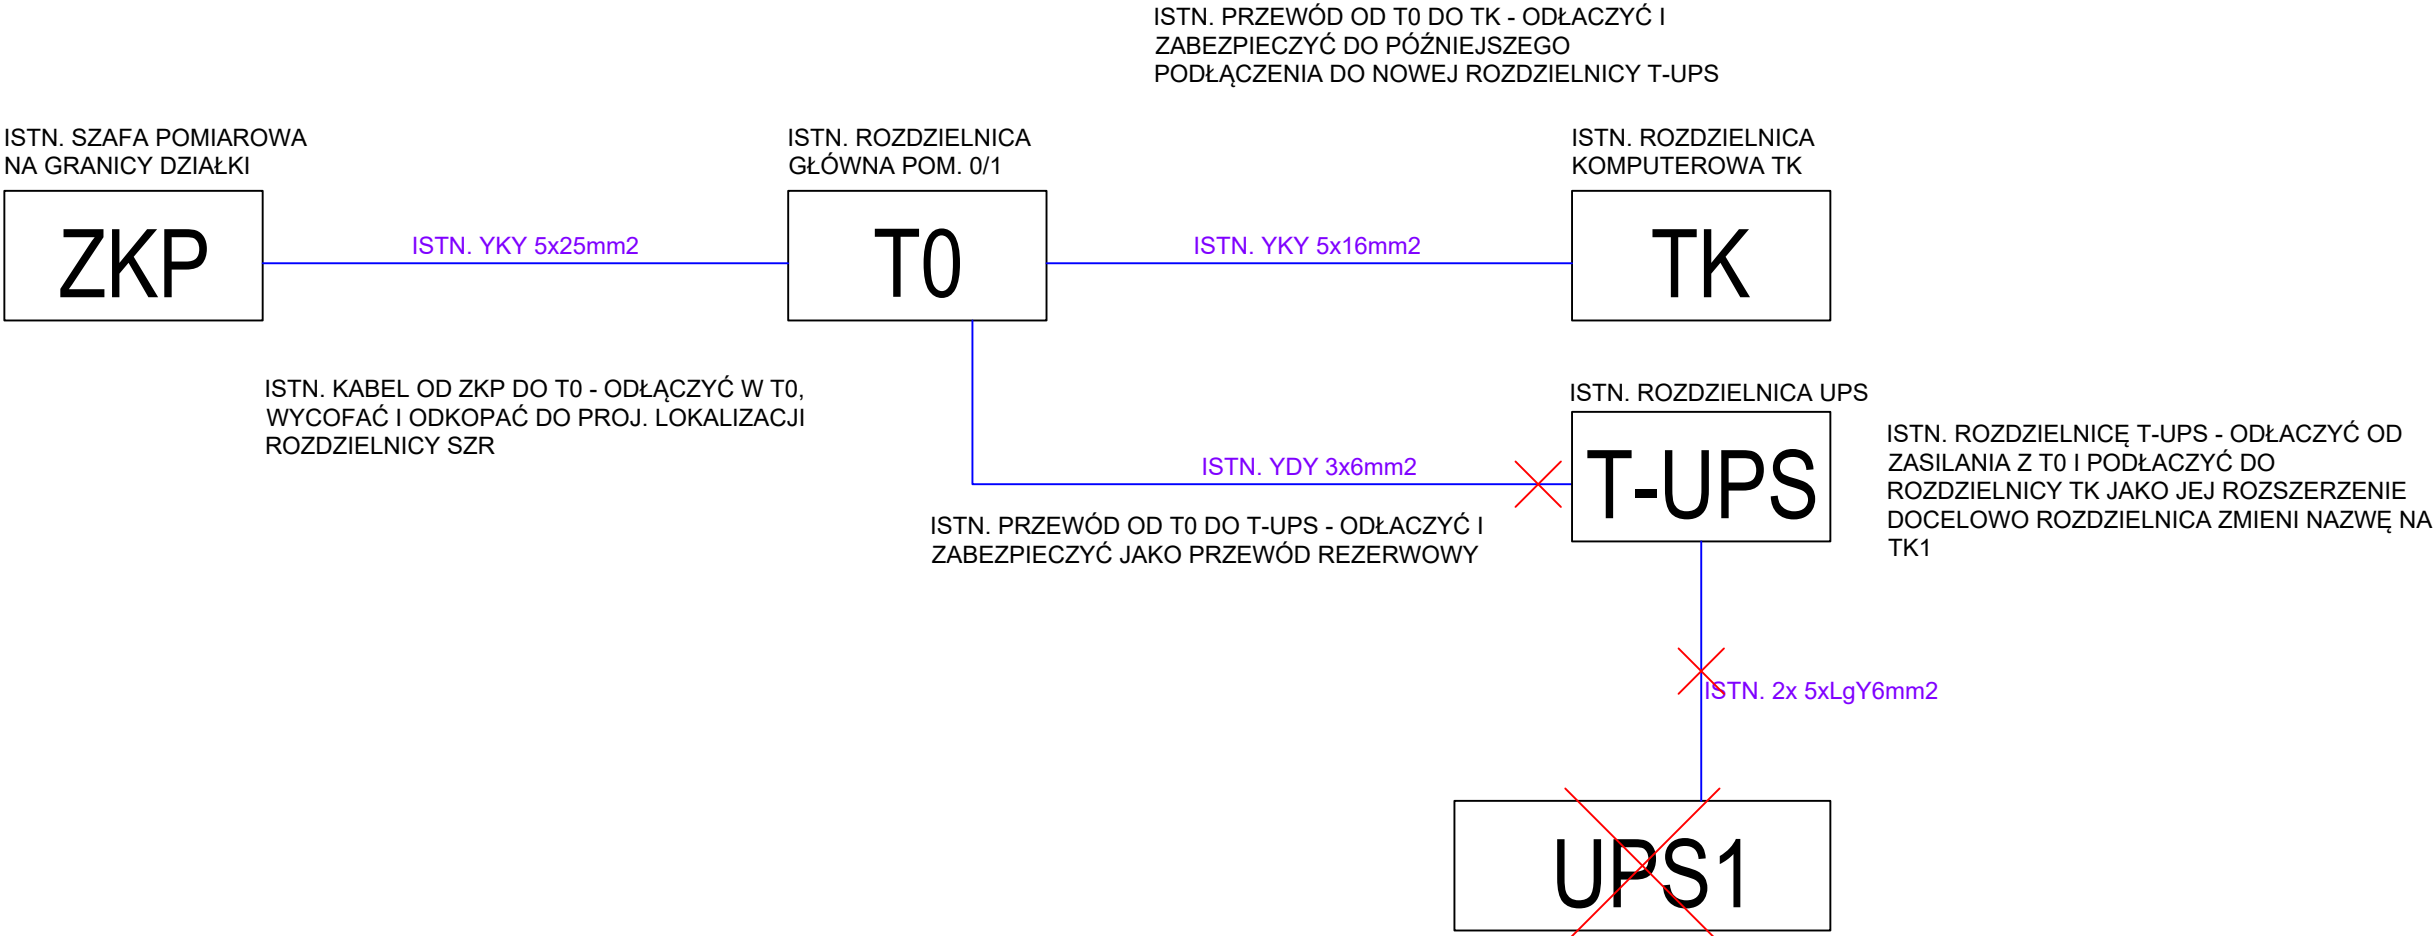 ISTN. PRZEWÓD OD T0 DO TK - ODŁACZYĆ I
ZABEZPIECZYĆ DO PÓŹNIEJSZEGO
PODŁĄCZENIA DO NOWEJ ROZDZIELNICY T-UPS
ISTN. SZAFA POMIAROWA
NA GRANICY DZIAŁKI
ZKP
ISTN. YKY 5x25mm2
ISTN. ROZDZIELNICA
GŁÓWNA POM. 0/1
T0
ISTN. YKY 5x16mm2
ISTN. ROZDZIELNICA
KOMPUTEROWA TK
TK
ISTN. KABEL OD ZKP DO T0 - ODŁĄCZYĆ W T0,
WYCOFAĆ I ODKOPAĆ DO PROJ. LOKALIZACJI
ROZDZIELNICY SZR
ISTN. YDY 3x6mm2
ISTN. PRZEWÓD OD T0 DO T-UPS - ODŁACZYĆ I
ZABEZPIECZYĆ JAKO PRZEWÓD REZERWOWY
ISTN. ROZDZIELNICA UPS
T-UPS
ISTN. ROZDZIELNICĘ T-UPS - ODŁACZYĆ OD
ZASILANIA Z T0 I PODŁACZYĆ DO
ROZDZIELNICY TK JAKO JEJ ROZSZERZENIE
DOCELOWO ROZDZIELNICA ZMIENI NAZWĘ NA
TK1
ISTN. 2x 5xLgY6mm2
UPS1